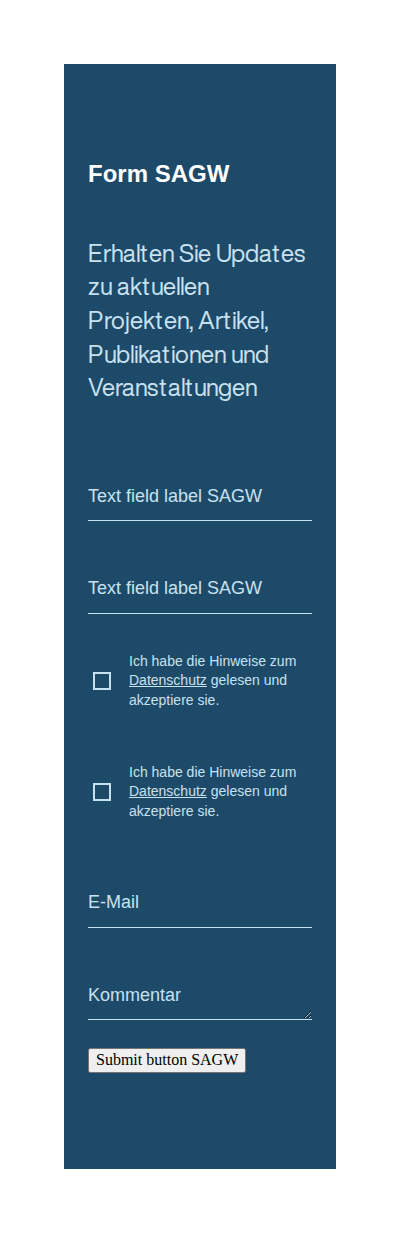 Form SAGW
Erhalten Sie Updates
zu aktuellen
Projekten, Artikel,
Publikationen und
Veranstaltungen
Text field label SAGW
Text field label SAGW
Ich habe die Hinweise zum
Datenschutz gelesen und
akzeptiere sie.
Ich habe die Hinweise zum
Datenschutz gelesen und
akzeptiere sie.
E-Mail
Kommentar
Submit button SAGW